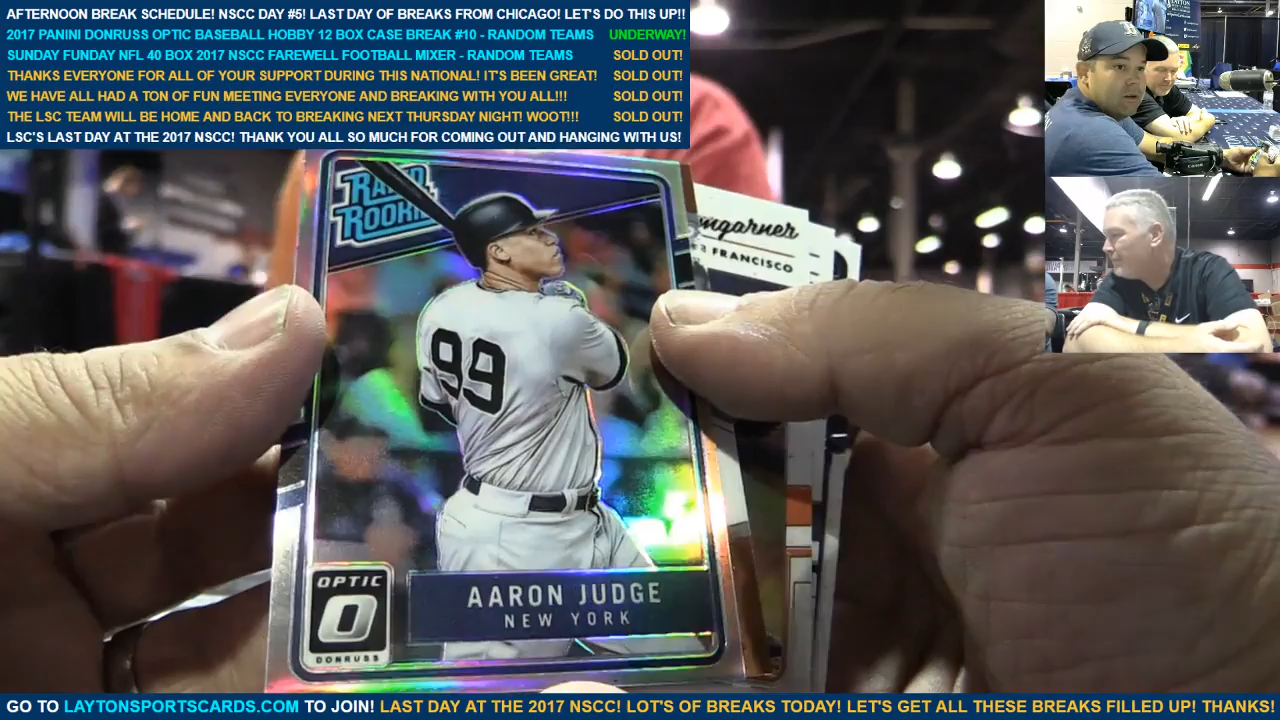 AFTERNOON BREAK SCHEDULE! NSCC DAY #5! LAST DAY OF BREAKS FROM CHICAGO! LET'S DO THIS UP!!
2017 PANINI DONRUSS OPTIC BASEBALL HOBBY 12 BOX CASE BREAK #10 - RANDOM TEAMS UNDERWAY!
SUNDAY FUNDAY NFL 40 BOX 2017 NSCC FAREWELL FOOTBALL MIXER - RANDOM TEAMS SOLD OUT!
THANKS EVERYONE FOR ALL OF YOUR SUPPORT DURING THIS NATIONAL! IT'S BEEN GREAT! SOLD OUT!
WE HAVE ALL HAD A TON OF FUN MEETING EVERYONE AND BREAKING WITH YOU ALL!!! SOLD OUT!
THE LSC TEAM WILL BE HOME AND BACK TO BREAKING NEXT THURSDAY NIGHT! WOOT!!! SOLD OUT!
LSC'S LAST DAY AT THE 2017 NSCC! THANK YOU ALL SO MUCH FOR COMING OUT AND HANGING WITH US!
RATED
ROOKIE
mgarner
FRANCISCO
99
OPTIC
O
DONRUSS
AARON JUDGE
NEW YORK
GO TO LAYTONSPORTSCARDS.COM TO JOIN! LAST DAY AT THE 2017 NSCC! LOT'S OF BREAKS TODAY! LET'S GET ALL THESE BREAKS FILLED UP! THANKS!